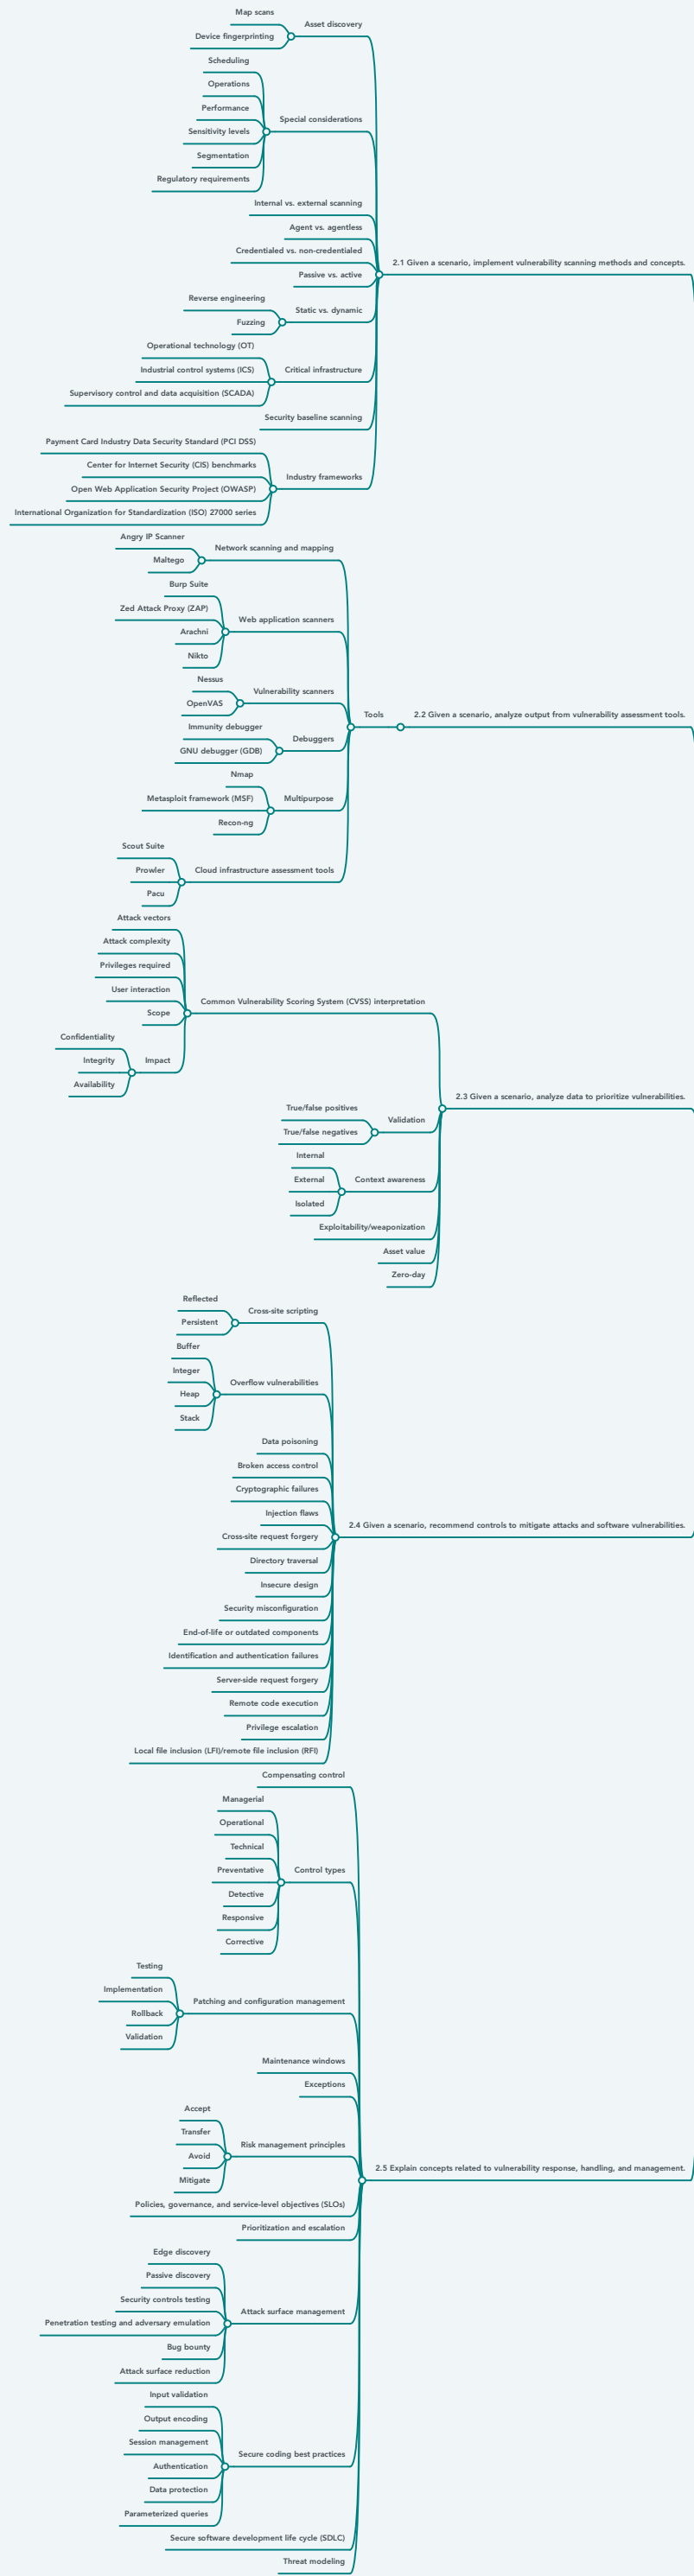 Map scans
Asset discovery
Device fingerprinting
Scheduling
Operations
Performance
Special considerations
Sensitivity levels
Segmentation
Regulatory requirements
Internal vs. external scanning
Agent vs. agentless
Credentialed vs. non-credentialed
2.1 Given a scenario, implement vulnerability scanning methods and concepts.
Passive vs. active
Reverse engineering
Static vs. dynamic
Fuzzing
Operational technology (OT)
Industrial control systems (ICS)
Critical infrastructure
Supervisory control and data acquisition (SCADA)
Security baseline scanning
Payment Card Industry Data Security Standard (PCI DSS)
Center for Internet Security (CIS) benchmarks
Industry frameworks
Open Web Application Security Project (OWASP)
International Organization for Standardization (ISO) 27000 series
Angry IP Scanner
Network scanning and mapping
Maltego
Burp Suite
Zed Attack Proxy (ZAP)
Web application scanners
Arachni
Nikto
Nessus
Vulnerability scanners
OpenVAS
Tools
2.2 Given a scenario, analyze output from vulnerability assessment tools.
Immunity debugger
Debuggers
GNU debugger (GDB)
Nmap
Metasploit framework (MSF)
Multipurpose
Recon-ng
Scout Suite
Prowler
Cloud infrastructure assessment tools
Pacu
Attack vectors
Attack complexity
Privileges required
User interaction
Common Vulnerability Scoring System (CVSS) interpretation
Scope
Confidentiality
Integrity
Impact
Availability
2.3 Given a scenario, analyze data to prioritize vulnerabilities.
True/false positives
Validation
True/false negatives
Internal
External
Context awareness
Isolated
Exploitability/weaponization
Asset value
Zero-day
Reflected
Cross-site scripting
Persistent
Buffer
Integer
Overflow vulnerabilities
Heap
Stack
Data poisoning
Broken access control
Cryptographic failures
Injection flaws
2.4 Given a scenario, recommend controls to mitigate attacks and software vulnerabilities.
Cross-site request forgery
Directory traversal
Insecure design
Security misconfiguration
End-of-life or outdated components
Identification and authentication failures
Server-side request forgery
Remote code execution
Privilege escalation
Local file inclusion (LFI)/remote file inclusion (RFI)
Compensating control
Managerial
Operational
Technical
Preventative
Control types
Detective
Responsive
Corrective
Testing
Implementation
Patching and configuration management
Rollback
Validation
Maintenance windows
Exceptions
Accept
Transfer
Risk management principles
Avoid
2.5 Explain concepts related to vulnerability response, handling, and management.
Mitigate
Policies, governance, and service-level objectives (SLOs)
Prioritization and escalation
Edge discovery
Passive discovery
Security controls testing
Attack surface management
Penetration testing and adversary emulation
Bug bounty
Attack surface reduction
Input validation
Output encoding
Session management
Secure coding best practices
Authentication
Data protection
Parameterized queries
Secure software development life cycle (SDLC)
Threat modeling